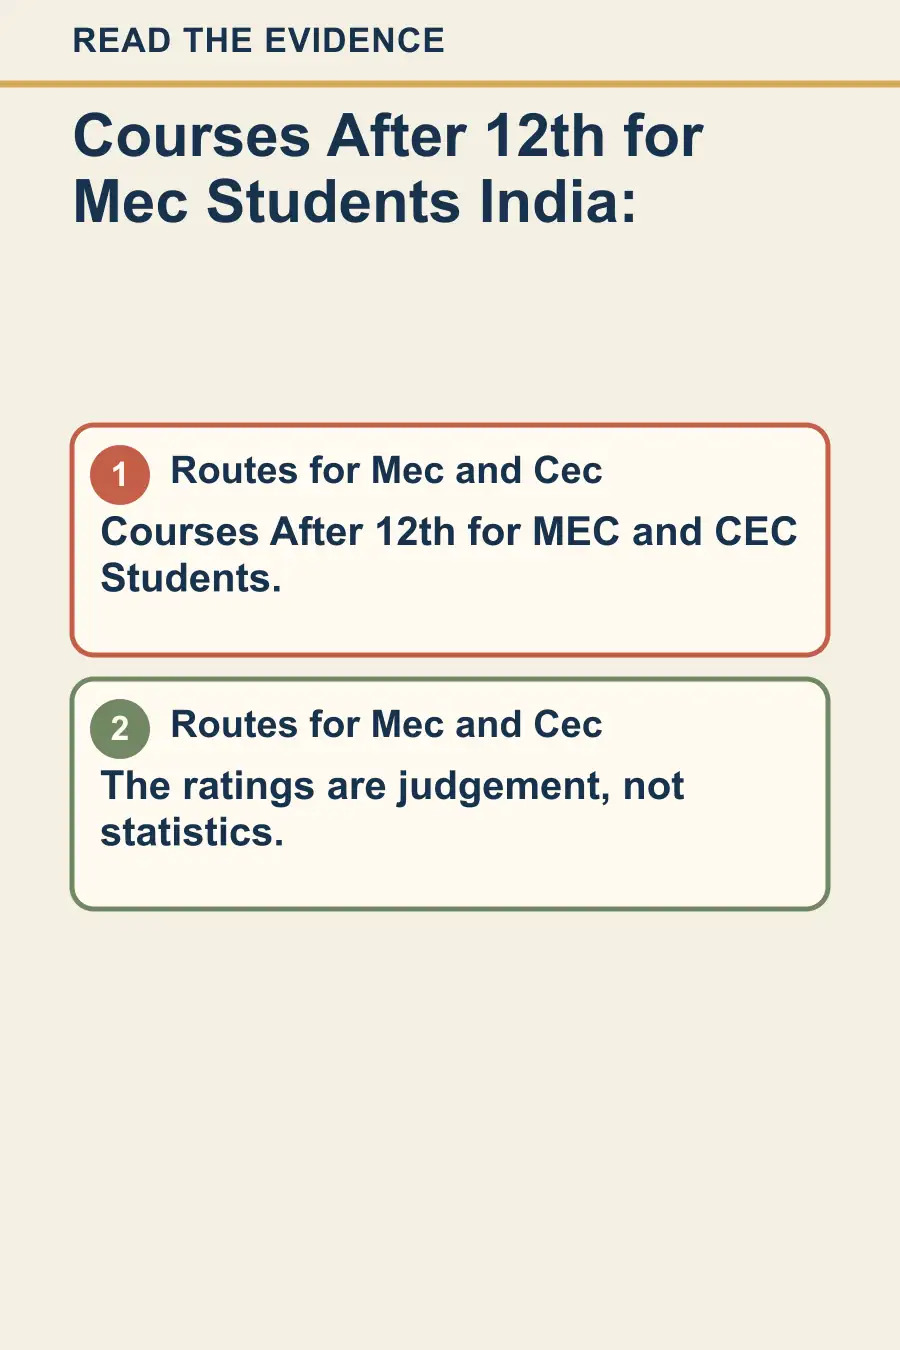 READ THE EVIDENCE
Courses After 12th for
Mec Students India:
1 Routes for Mec and Cec
Courses After 12th for MEC and CEC
Students.
2 Routes for Mec and Cec
The ratings are judgement, not
statistics.